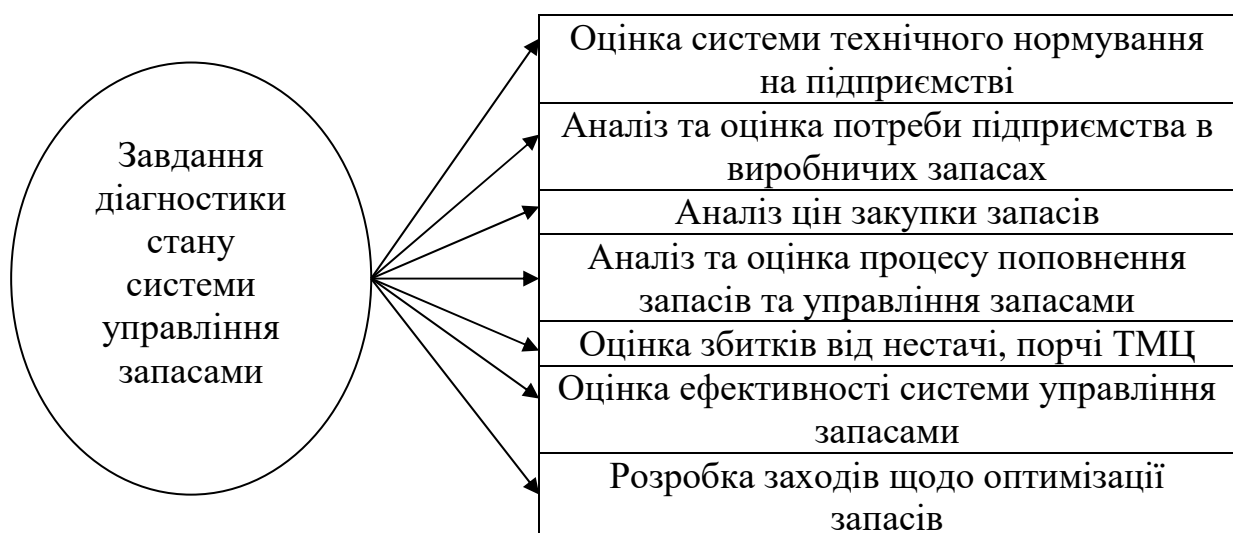 Завдання
діагностики
стану
системи
управління
запасами
Оцінка системи технічного нормування
на підприємстві
Аналіз та оцінка потреби підприємства в
виробничих запасах
Аналіз цін закупки запасів
Аналіз та оцінка процесу поповнення
запасів та управління запасами
Оцінка збитків від нестачі, порчі ТМЦ
Оцінка ефективності системи управління
запасами
Розробка заходів щодо оптимізації
запасів